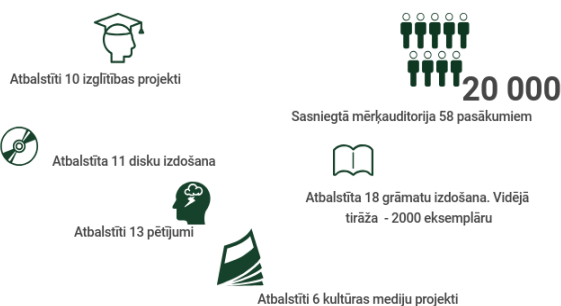 Atbalstīti 10 izglītības projekti
20 000
Sasniegtā mērķauditorija 58 pasākumiem
Atbalstīta 11 disku izdošana
Atbalstīta 18 grāmatu izdošana. Vidējā
tirāža - 2000 eksemplāru
Atbalstīti 13 pētījumi
Atbalstīti 6 kultūras mediju projekti